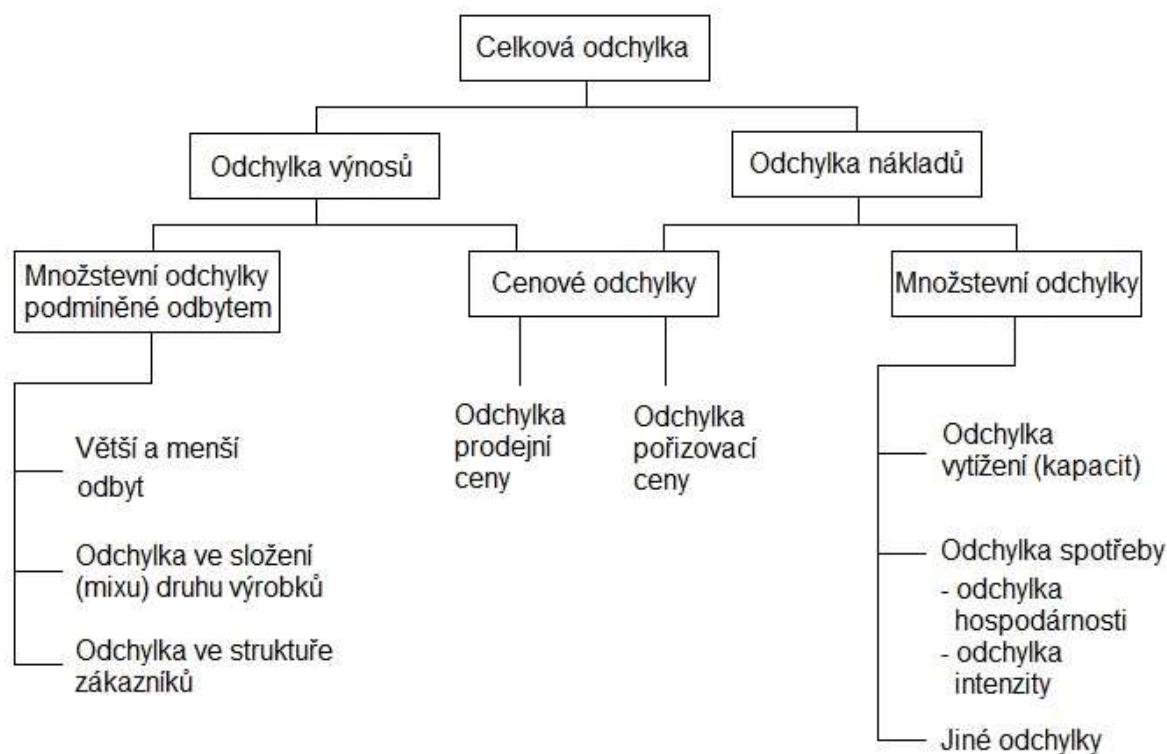 Celková odchylka
Odchylka výnosů
Odchylka nákladů
Množstevní odchylky
podmíněné odbytem
Cenové odchylky
Množstevní odchylky
Větší a menší
odbyt
Odchylka ve složení
(mixu) druhu výrobků
Odchylka ve struktuře
zákazníků
Odchylka
prodejní
ceny
Odchylka
pořizovací
ceny
Odchylka
vytížení (kapacit)
Odchylka spotřeby
- odchylka
hospodárnosti
- odchylka
intenzity
Jiné odchylky